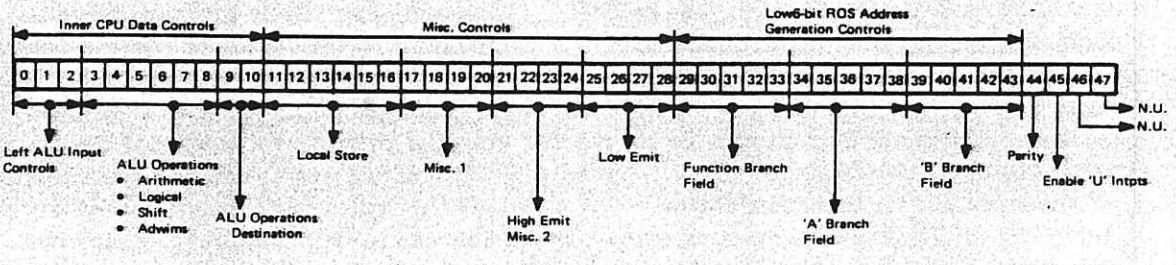 Inner CPU Data Controls
Misc. Controls
Low6-bit ROS Address
Generation Controls
0 1 2 3 4 5 6 7 8 9 10 11 12 13 14 15 16 17 18 19 20 21 22 23 24 25 26 27 28 29 30 31 32 33 34 35 36 37 38 39 40 41 42 43 44 45 46 47
N.U.
N.U.
Left ALU Input
Controls
ALU Operations
• Arithmetic
• Logical
• Shift
• Adwims
ALU Operations
Destination
Local Store
Misc. 1
High Emit
Misc. 2
Low Emit
Function Branch
Field
'A' Branch
Field
'B' Branch
Field
Parity
Enable 'U' Intpts